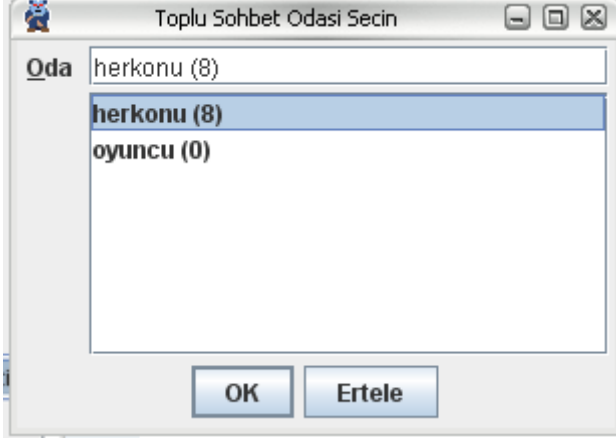 Toplu Sohbet Odasi Secin
Oda herkonu (8)
herkonu (8)
oyuncu (0)
OK Ertele